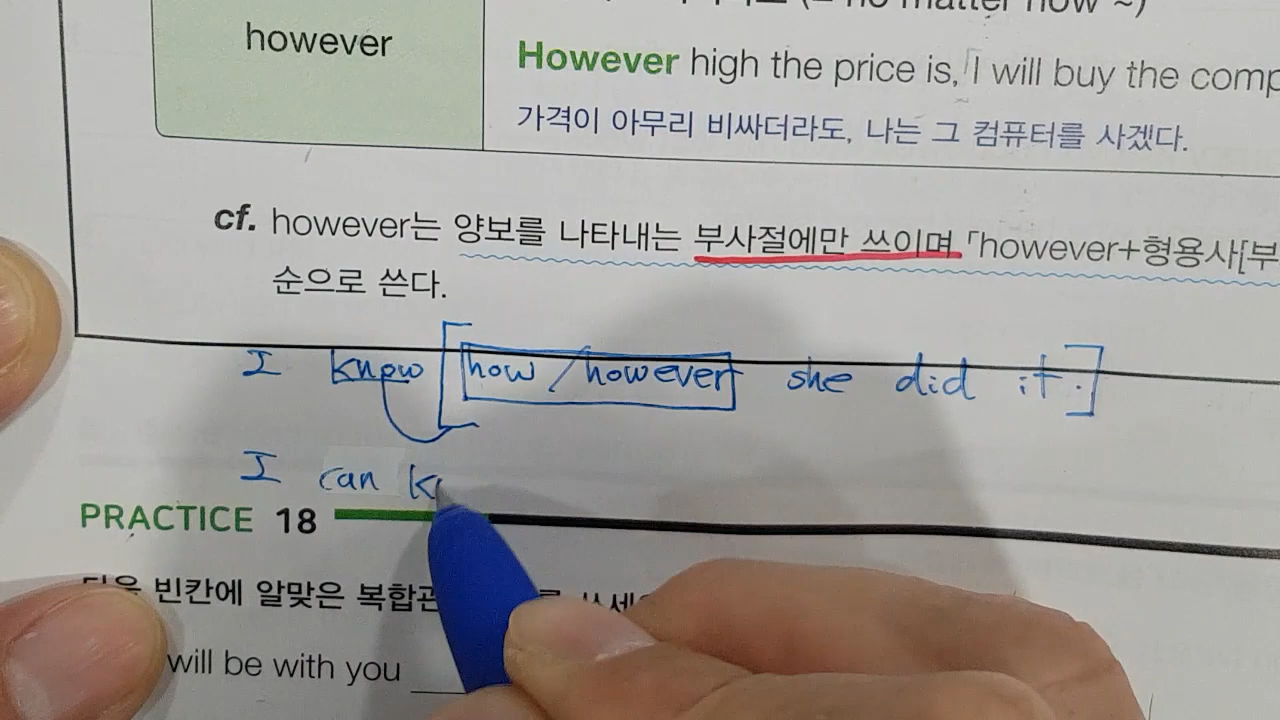 (= no matter how ~)
however
However high the price is, I will buy the comp
가격이 아무리 비싸더라도, 나는 그 컴퓨터를 사겠다.
cf. however는 양보를 나타내는 부사절에만 쓰이며 「however+형용사[부
순으로 쓴다.
I know [how / however she did it.]
I can k
PRACTICE 18
다음 빈칸에 알맞은 복합관
will be with you